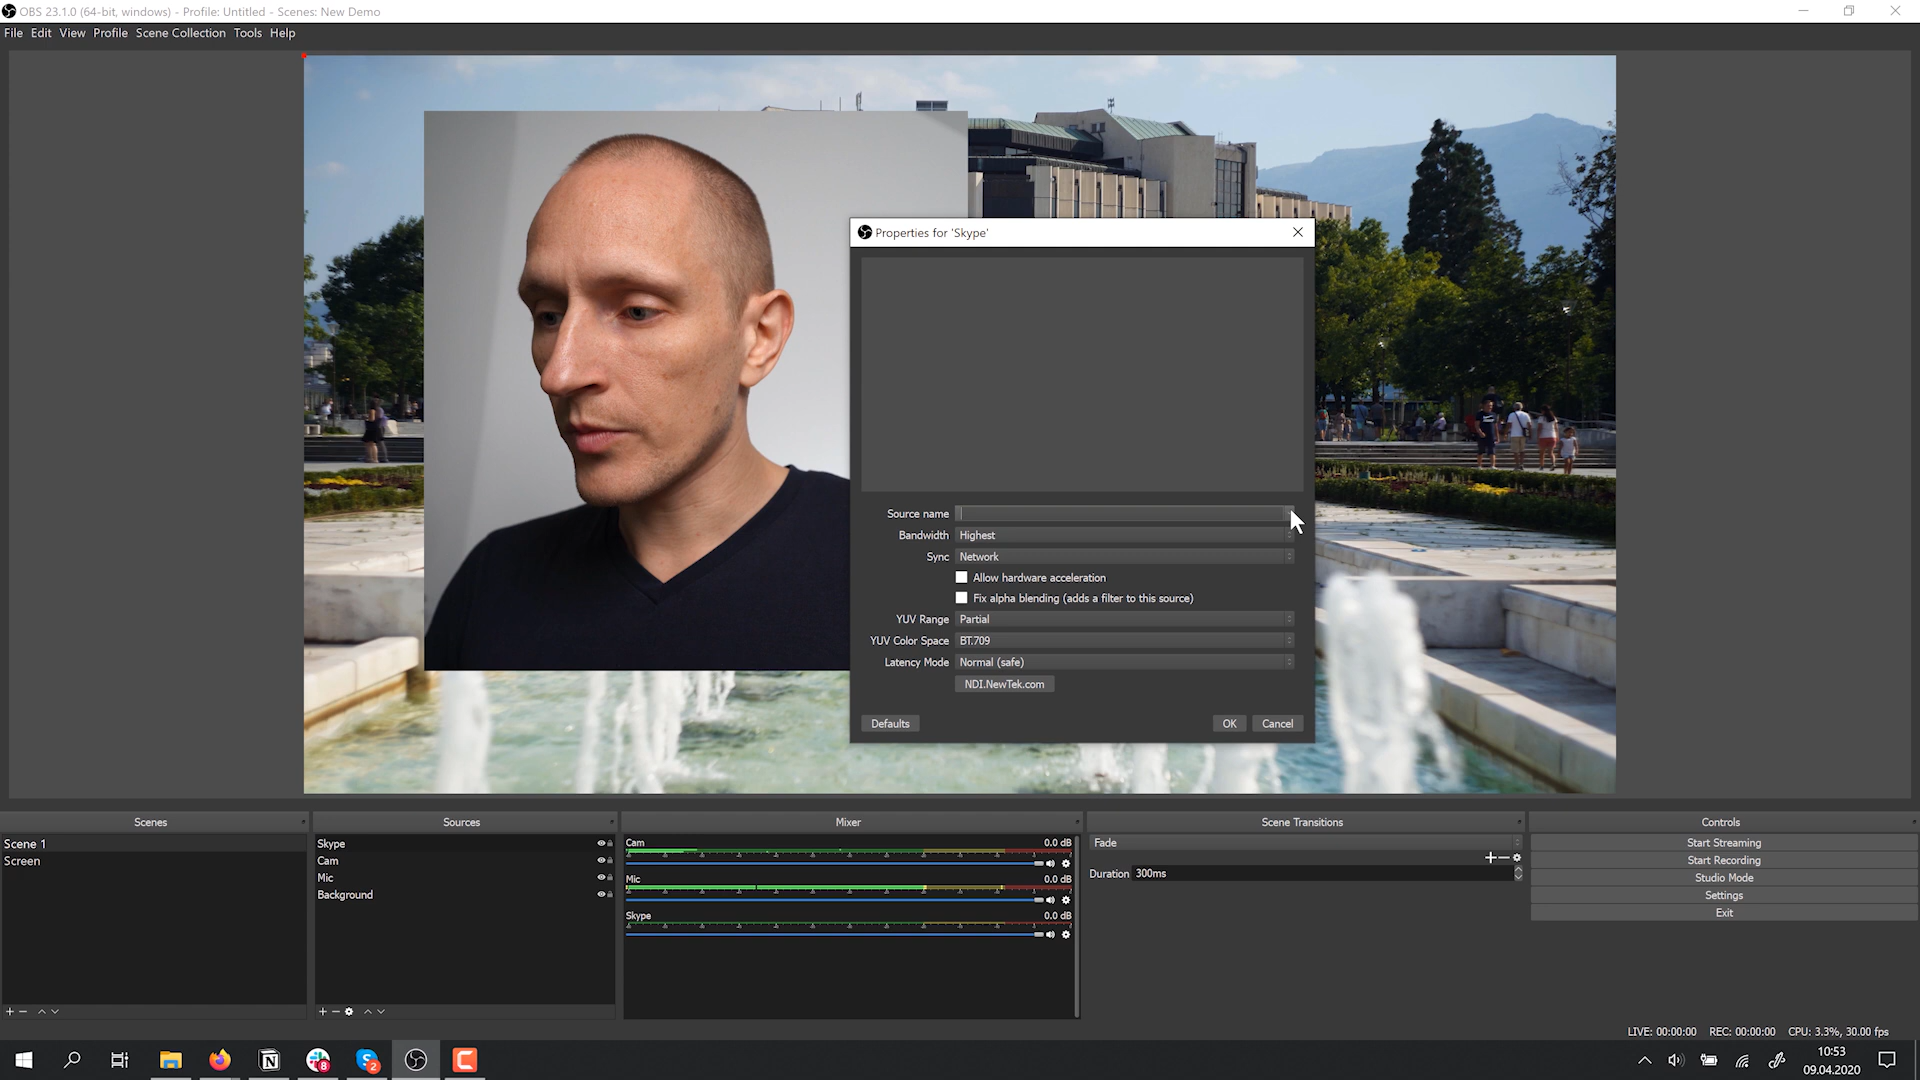 OBS 23.1.0 (64-bit, windows) - Profile: Untitled - Scenes: New Demo
File Edit View Profile Scene Collection Tools Help
Properties for 'Skype'
Source name
Bandwidth Highest
Sync Network
Allow hardware acceleration
Fix alpha blending (adds a filter to this source)
YUV Range Partial
YUV Color Space BT.709
Latency Mode Normal (safe)
NDI.NewTek.com
Defaults OK Cancel
Scenes
Scene 1
Screen
Sources
Skype
Cam
Mic
Background
Mixer
Cam 0.0 dB
Mic 0.0 dB
Skype 0.0 dB
Scene Transitions
Fade
Duration 300ms
Controls
Start Streaming
Start Recording
Studio Mode
Settings
Exit
LIVE: 00:00:00 REC: 00:00:00 CPU: 3.3%, 30.00 fps
8
2
10:53
09.04.2020